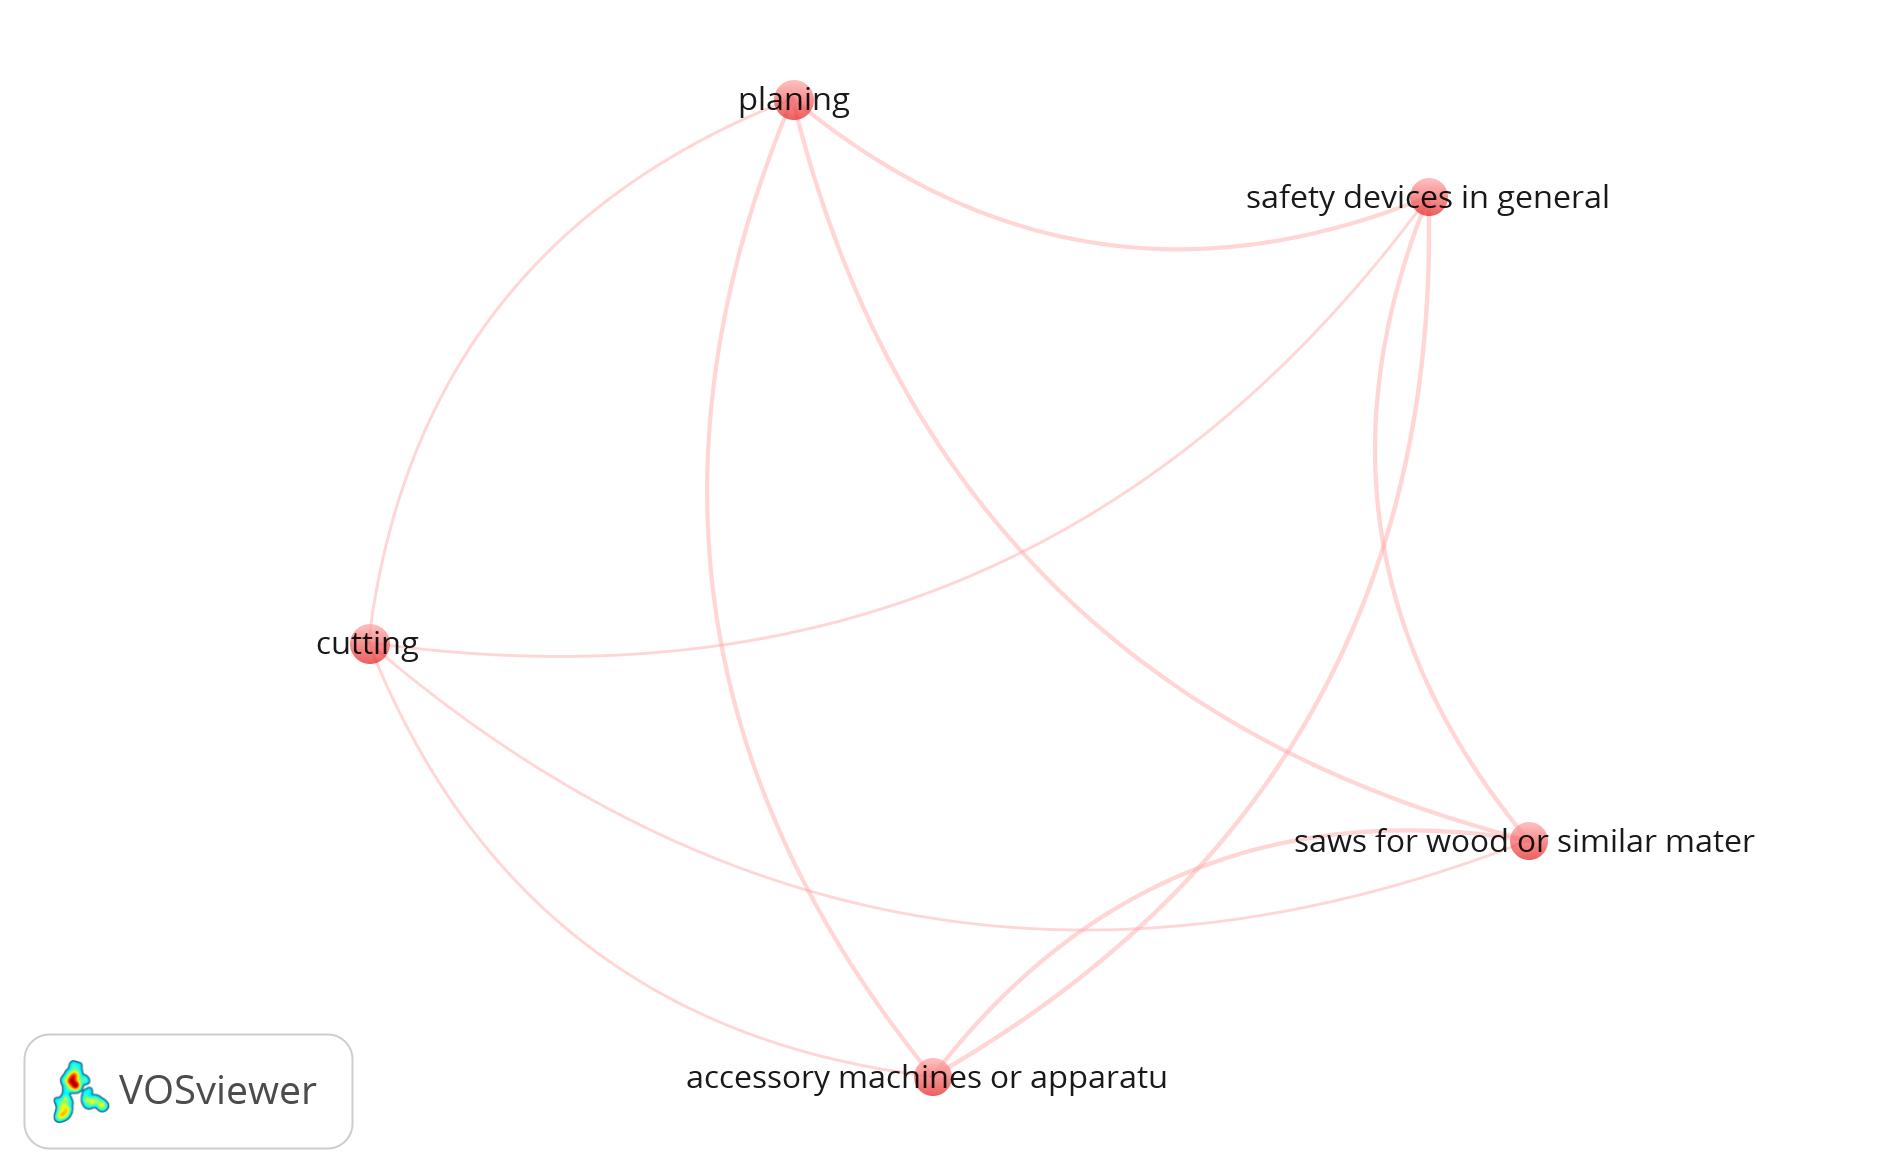 planing
safety devices in general
cutting
saws for wood or similar mater
accessory machines or apparatu
VOSviewer